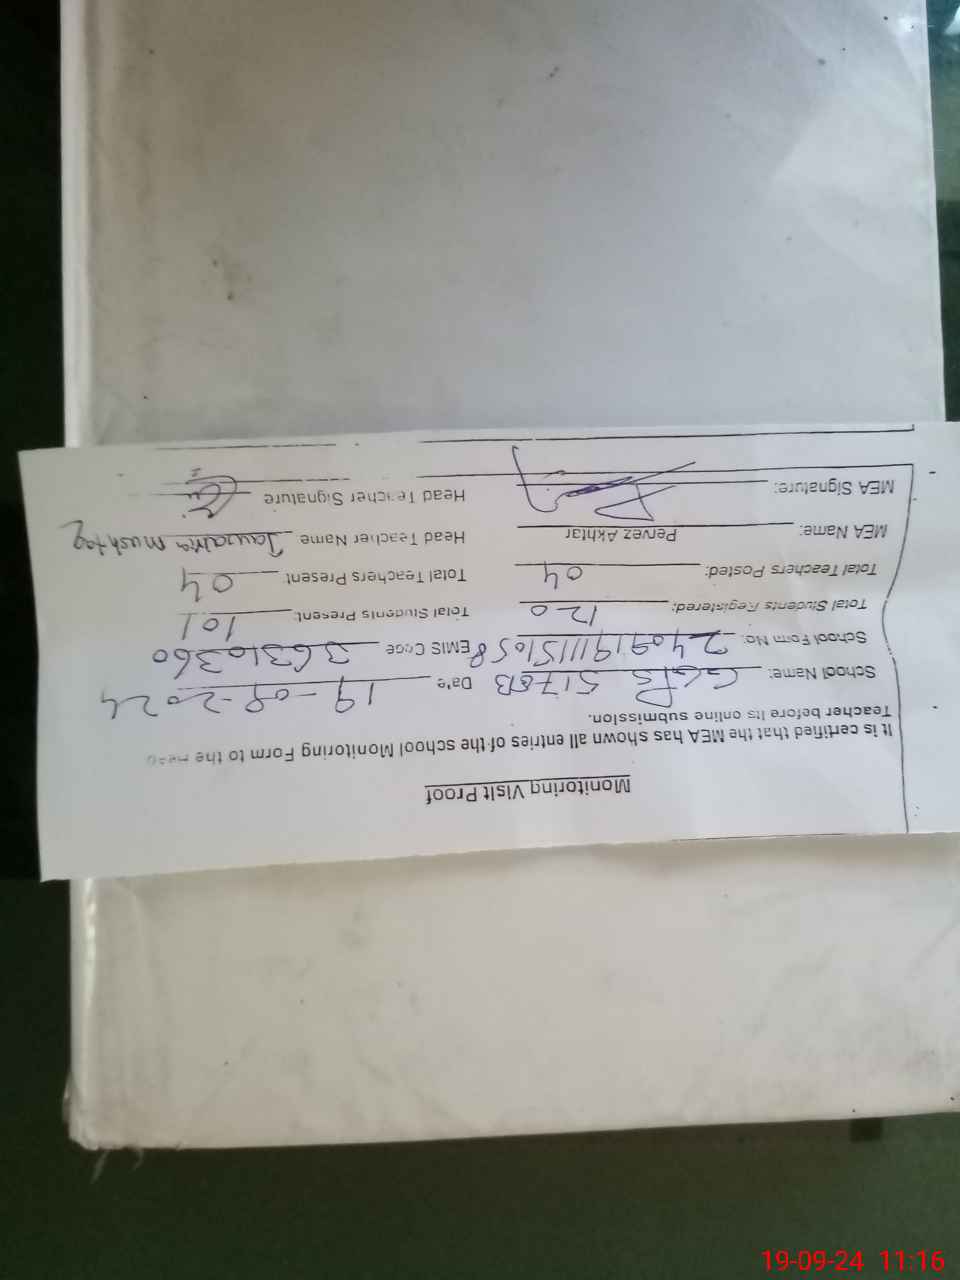 Monitoring Visit Proof
It is certified that the MEA has shown all entries of the school Monitoring Form to the Head
Teacher before its online submission.
School Name: GGPS 517 GB Date 19-09-2024
School Form No: 24091911151058 EMIS Code 36310360
Total Students Registered: 120 Total Students Present 101
Total Teachers Posted: 04 Total Teachers Present 04
MEA Name: Pervez Akhtar Head Teacher Name Mushtaq
MEA Signature: Head Teacher Signature
19-09-24 11:16